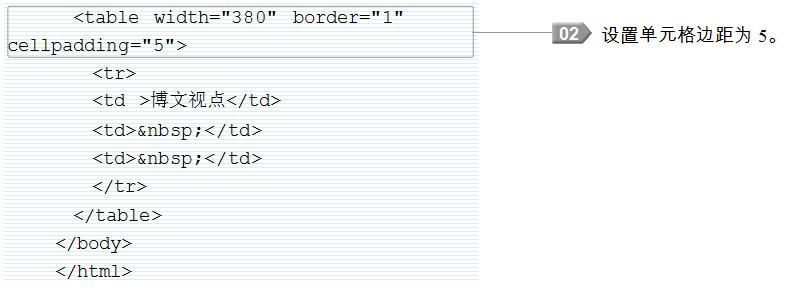 <table width="380" border="1"
cellpadding="5">
02 设置单元格边距为 5。
<tr>
<td >博文视点</td>
<td>&nbsp;</td>
<td>&nbsp;</td>
</tr>
</table>
</body>
</html>